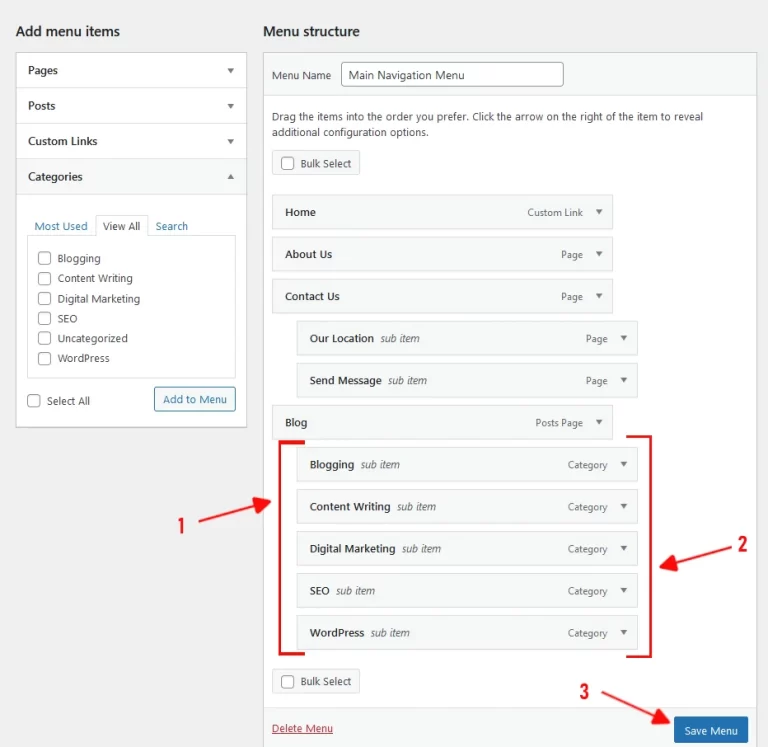 Add menu items
Pages
Posts
Custom Links
Categories
Most Used View All Search
Blogging
Content Writing
Digital Marketing
SEO
Uncategorized
WordPress
Select All Add to Menu
Menu structure
Menu Name Main Navigation Menu
Drag the items into the order you prefer. Click the arrow on the right of the item to reveal
additional configuration options.
Bulk Select
Home Custom Link
About Us Page
Contact Us Page
Our Location sub item Page
Send Message sub item Page
Blog Posts Page
Blogging sub item Category
1
Content Writing sub item Category
Digital Marketing sub item Category
2
SEO sub item Category
WordPress sub item Category
Bulk Select
3
Delete Menu Save Menu